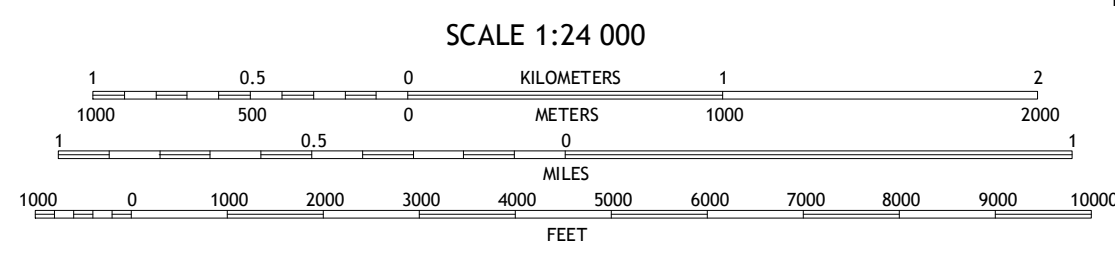 SCALE 1:24 000
1 0.5 0 KILOMETERS 1 2
1000 500 0 METERS 1000 2000
1 0.5 0 1
MILES
1000 0 1000 2000 3000 4000 5000 6000 7000 8000 9000 10000
FEET